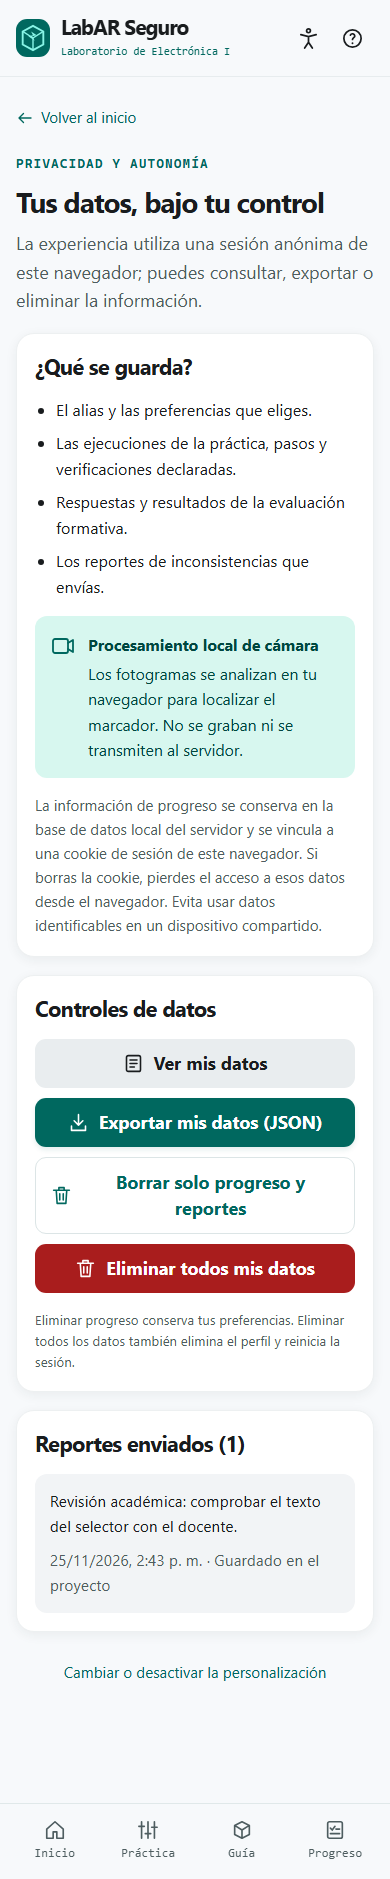 LabAR Seguro
Laboratorio de Electrónica I
Volver al inicio
PRIVACIDAD Y AUTONOMÍA
Tus datos, bajo tu control
La experiencia utiliza una sesión anónima de
este navegador; puedes consultar, exportar o
eliminar la información.
¿Qué se guarda?
El alias y las preferencias que eliges.
Las ejecuciones de la práctica, pasos y
verificaciones declaradas.
Respuestas y resultados de la evaluación
formativa.
Los reportes de inconsistencias que
envías.
Procesamiento local de cámara
Los fotogramas se analizan en tu
navegador para localizar el
marcador. No se graban ni se
transmiten al servidor.
La información de progreso se conserva en la
base de datos local del servidor y se vincula a
una cookie de sesión de este navegador. Si
borras la cookie, pierdes el acceso a esos datos
desde el navegador. Evita usar datos
identificables en un dispositivo compartido.
Controles de datos
Ver mis datos
Exportar mis datos (JSON)
Borrar solo progreso y
reportes
Eliminar todos mis datos
Eliminar progreso conserva tus preferencias. Eliminar
todos los datos también elimina el perfil y reinicia la
sesión.
Reportes enviados (1)
Revisión académica: comprobar el texto
del selector con el docente.
25/11/2026, 2:43 p. m. · Guardado en el
proyecto
Cambiar o desactivar la personalización
Inicio
Práctica
Guía
Progreso